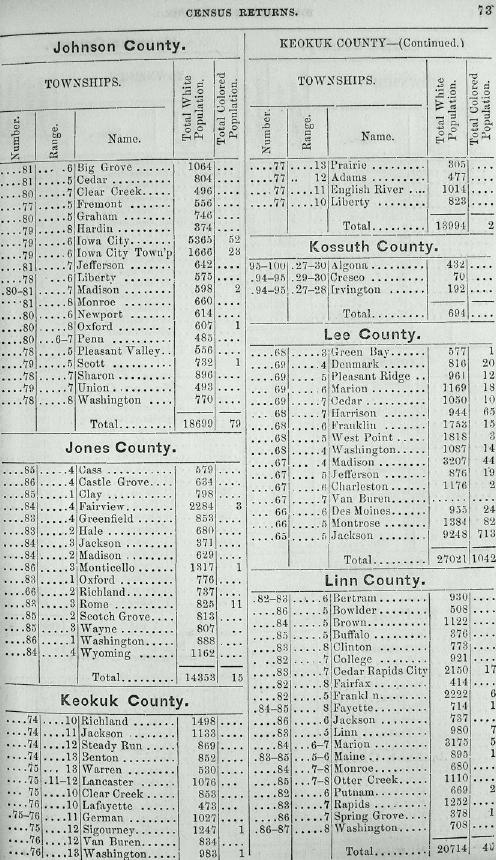 CENSUS RETURNS. 73
Johnson County.
TOWNSHIPS.
Number. Range. Name. Total White Population. Total Colored Population.
....81 ... .6 Big Grove ....... 1064 ....
....81 .....5 Cedar .......... 804 ....
....80 .....7 Clear Creek..... 496 ....
....77 .....5 Fremont ........ 556 ....
....80 .....5 Graham ......... 746 ....
....79 .....8 Hardin ......... 374 ....
....79 .....6 Iowa City....... 5365 52
....79 .....6 Iowa City Town'p 1666 23
....81 .....7 Jefferson ....... 642 ....
....78 .....6 Liberty ......... 575 ....
.80-81 .....7 Madison ........ 598 2
....81 .....8 Monroe ......... 660 ....
....80 .....6 Newport ........ 614 ....
....80 .....8 Oxford .......... 607 1
....80 ...6-7 Penn ........... 485 ....
....78 .....5 Pleasant Valley.. 556 ....
....79 .....5 Scott ........... 732 1
....78 .....7 Sharon .......... 896 ....
....79 .....7 Union ........... 493 ....
....78 .....8 Washington ..... 770 ....
Total........ 18699 79
Jones County.
....85 .....4 Cass ............ 579 ....
....86 .....4 Castle Grove.... 634 ....
....85 .....1 Clay ............ 798 ....
....84 .....4 Fairview........ 2284 3
....83 .....4 Greenfield ...... 853 ....
....83 .....2 Hale ............ 680 ....
....84 .....3 Jackson ......... 371 ....
....84 .....2 Madison ........ 629 ....
....86 .....3 Monticello ...... 1317 1
....83 .....1 Oxford .......... 776 ....
....66 .....2 Richland........ 737 ....
....83 .....3 Rome ........... 825 11
....85 .....2 Scotch Grove.... 813 ....
....85 .....3 Wayne .......... 807 ..
....86 .....1 Washington..... 888 ....
....84 .....4 Wyoming ....... 1162 ....
Total........ 14353 15
Keokuk County.
....74 ....10 Richland ....... 1498 ....
....74 ....11 Jackson ........ 1133 ....
....74 ....12 Steady Run ..... 869 ....
....74 ....13 Benton ......... 852 ....
....75 ....13 Warren ......... 530 ....
....75 .11-12 Lancaster ...... 1076 ....
....75 ....10 Clear Creek..... 853 ....
....76 ....10 Lafayette ....... 473 ....
.75-76 ....11 German ......... 1027 ....
....75 ....12 Sigourney....... 1247 1
....76 ....12 Van Buren...... 834 ....
....76 ....13 Washington..... 983 1
KEOKUK COUNTY—(Continued.)
TOWNSHIPS.
Number. Range. Name. Total White Population. Total Colored Population.
....77 ....13 Prairie ......... 305 ....
....77 ... 12 Adams .......... 477 ....
....77 ....11 English River ... 1014 ....
....77 ....10 Liberty ......... 823 ....
Total........ 13994 2
Kossuth County.
95-100 .27-30 Algona ......... 432 ....
.94-95 .29-30 Cresco ......... 70 ....
.94-95 .27-28 Irvington ....... 192 ....
Total........ 694 ....
Lee County.
....68 .....3 Green Bay...... 577 1
....69 .....4 Denmark ....... 816 20
....69 .....5 Pleasant Ridge .. 961 12
....69 .....6 Marion ......... 1169 18
....69 .....7 Cedar .......... 1050 10
....68 .....7 Harrison ........ 944 65
....68 .....6 Franklin ........ 1753 15
....68 .....5 West Point ..... 1818 3
....68 .....4 Washington..... 1087 14
....67 .....4 Madison ........ 3207 44
....67 .....5 Jefferson ....... 876 19
....67 .....6 Charleston ...... 1176 2
....67 .....7 Van Buren...... .... ....
....66 .....6 Des Moines..... 955 24
....66 .....5 Montrose ....... 1384 82
....65 .....5 Jackson ......... 9248 713
Total........ 27021 1042
Linn County.
.82-83 .....6 Bertram......... 930 ....
....86 .....5 Bowlder ........ 508 ....
....84 .....5 Brown.......... 1122 ....
....85 .....5 Buffalo ......... 376 ....
....83 .....8 Clinton ......... 773 ....
....82 .....7 College ......... 921 ....
....83 .....7 Cedar Rapids City 2150 17
....82 .....8 Fairfax.......... 414 ....
....82 .....5 Frankl n........ 2222 6
.84-85 .... 8 Fayette.......... 714 1
....86 .....6 Jackson ......... 737 ....
....83 .....5 Linn ............ 980 7
....84 ...6-7 Marion ......... 3175 5
.83-85 ...5-6 Maine .......... 895 1
....84 ...7-8 Monroe......... 680 ....
....85 ...7-8 Otter Creek..... 1110 ....
....82 .....6 Putnam......... 669 2
....83 .....7 Rapids ......... 1252 ....
....86 .....7 Spring Grove.... 378 1
.86-87 .....8 Washington .... 708 ....
Total......... 20714